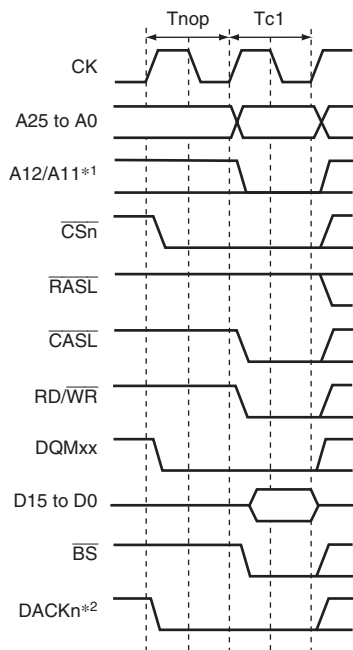 Tnop Tc1
CK
A25 to A0
A12/A11*1
CSn
RASL
CASL
RD/WR
DQMxx
D15 to D0
BS
DACKn*2